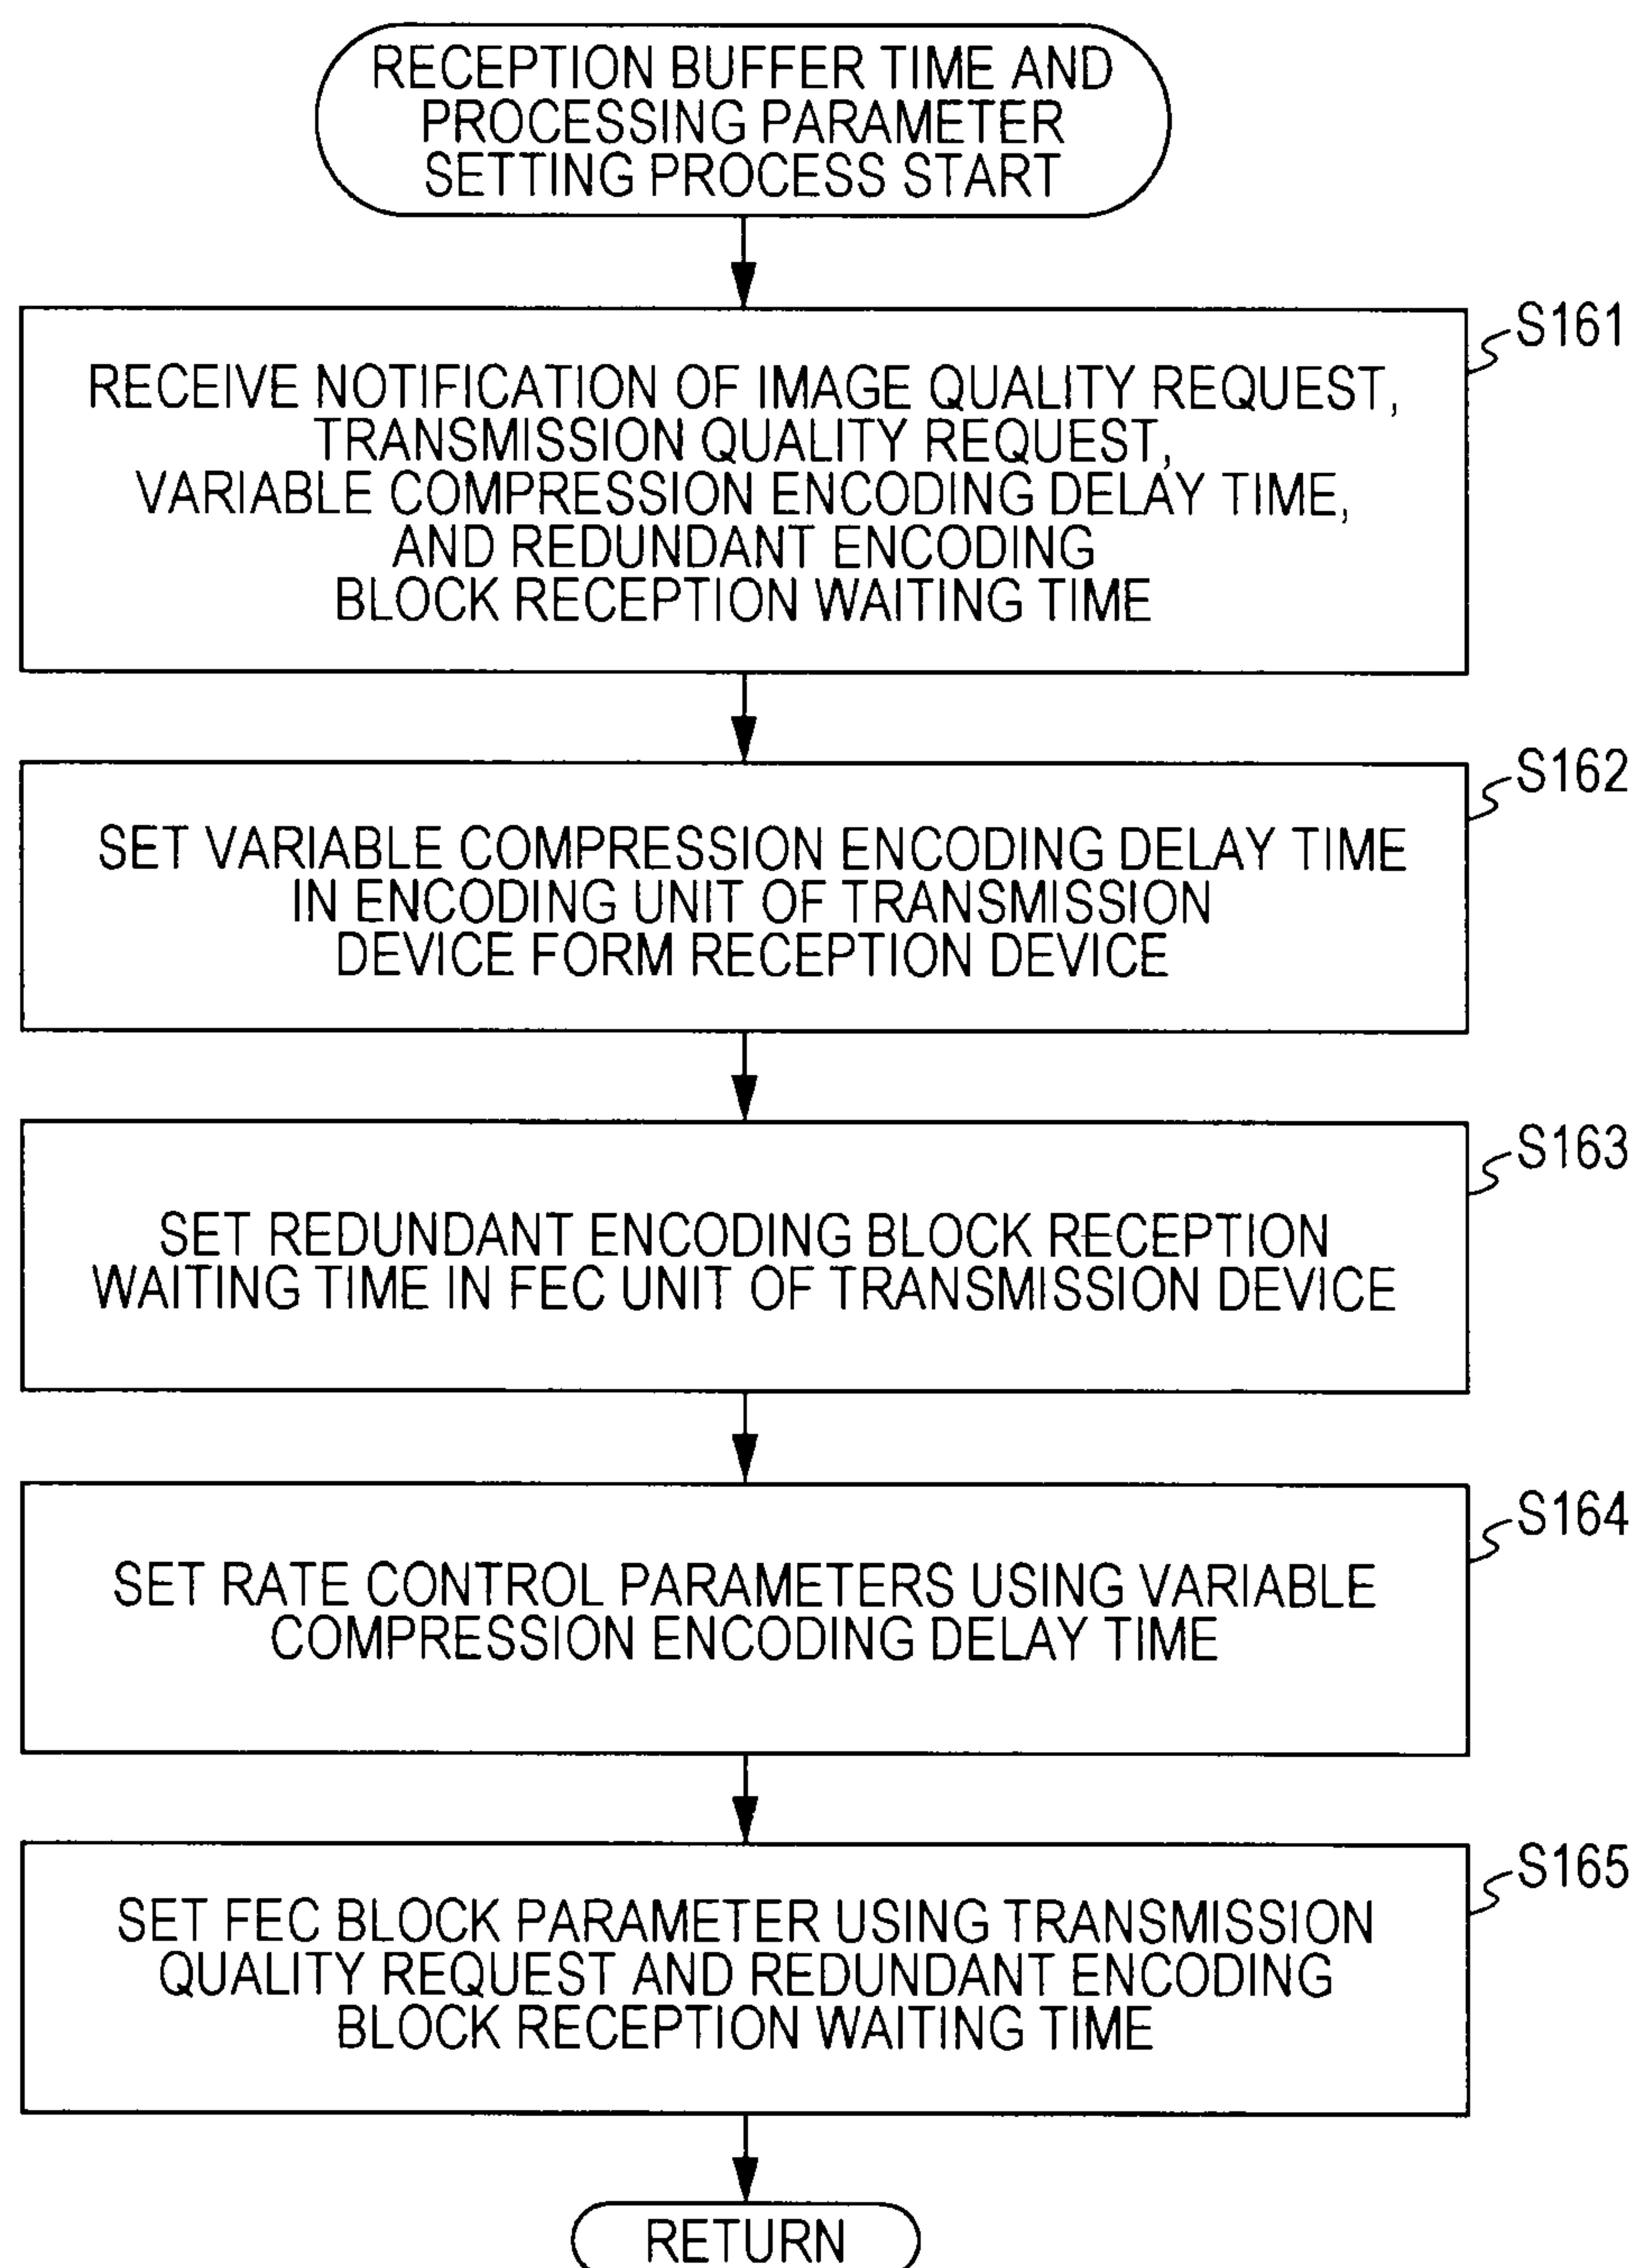 RECEPTION BUFFER TIME AND
PROCESSING PARAMETER
SETTING PROCESS START
S161
RECEIVE NOTIFICATION OF IMAGE QUALITY REQUEST,
TRANSMISSION QUALITY REQUEST,
VARIABLE COMPRESSION ENCODING DELAY TIME,
AND REDUNDANT ENCODING
BLOCK RECEPTION WAITING TIME
S162
SET VARIABLE COMPRESSION ENCODING DELAY TIME
IN ENCODING UNIT OF TRANSMISSION
DEVICE FORM RECEPTION DEVICE
S163
SET REDUNDANT ENCODING BLOCK RECEPTION
WAITING TIME IN FEC UNIT OF TRANSMISSION DEVICE
S164
SET RATE CONTROL PARAMETERS USING VARIABLE
COMPRESSION ENCODING DELAY TIME
S165
SET FEC BLOCK PARAMETER USING TRANSMISSION
QUALITY REQUEST AND REDUNDANT ENCODING
BLOCK RECEPTION WAITING TIME
RETURN